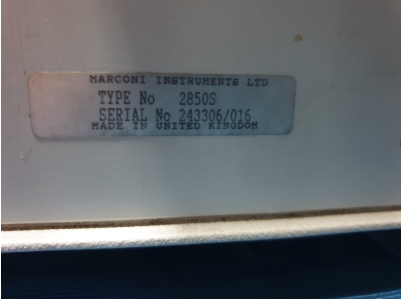 MARCONI INSTRUMENTS LTD
TYPE No 2850S
SERIAL No 243306/016
MADE IN UNITED KINGDOM